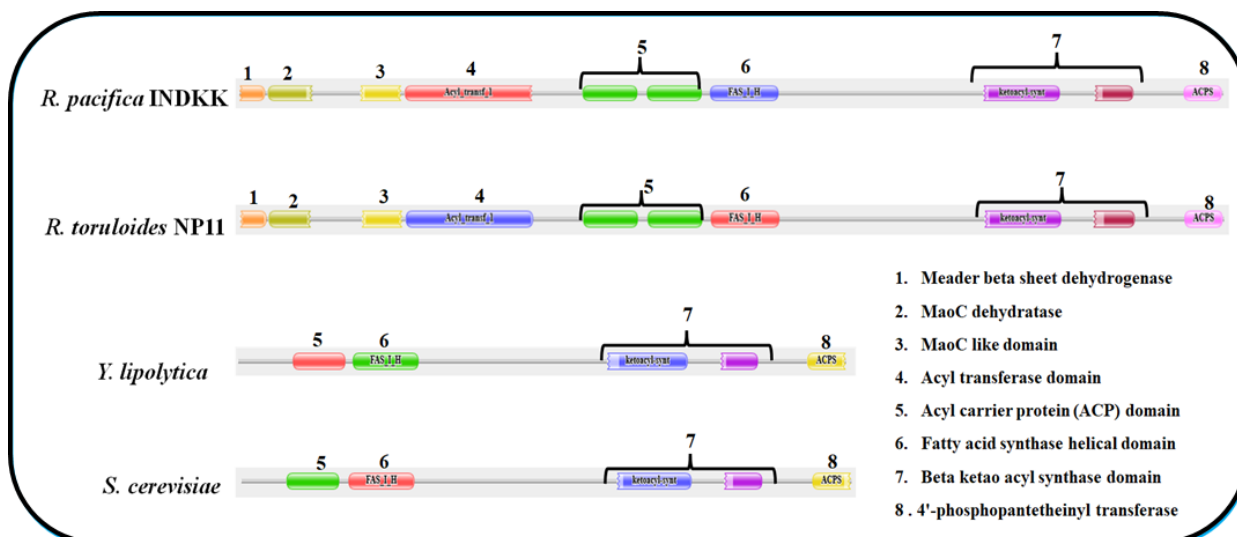 5 7
1 2 3 4 6 8
R. pacifica INDKK Acyl_transf_1 FAS_I_H ketoacyl-synt ACPS
1 2 3 4 5 6 7 8
R. toruloides NP11 Acyl_transf_1 FAS_I_H ketoacyl-synt ACPS
1. Meader beta sheet dehydrogenase
2. MaoC dehydratase
3. MaoC like domain
4. Acyl transferase domain
5. Acyl carrier protein (ACP) domain
6. Fatty acid synthase helical domain
7. Beta ketao acyl synthase domain
8 . 4'-phosphopantetheinyl transferase
5 6 7 8
Y. lipolytica FAS_I_H ketoacyl-synt ACPS
5 6 7 8
S. cerevisiae FAS_I_H ketoacyl-synt ACPS